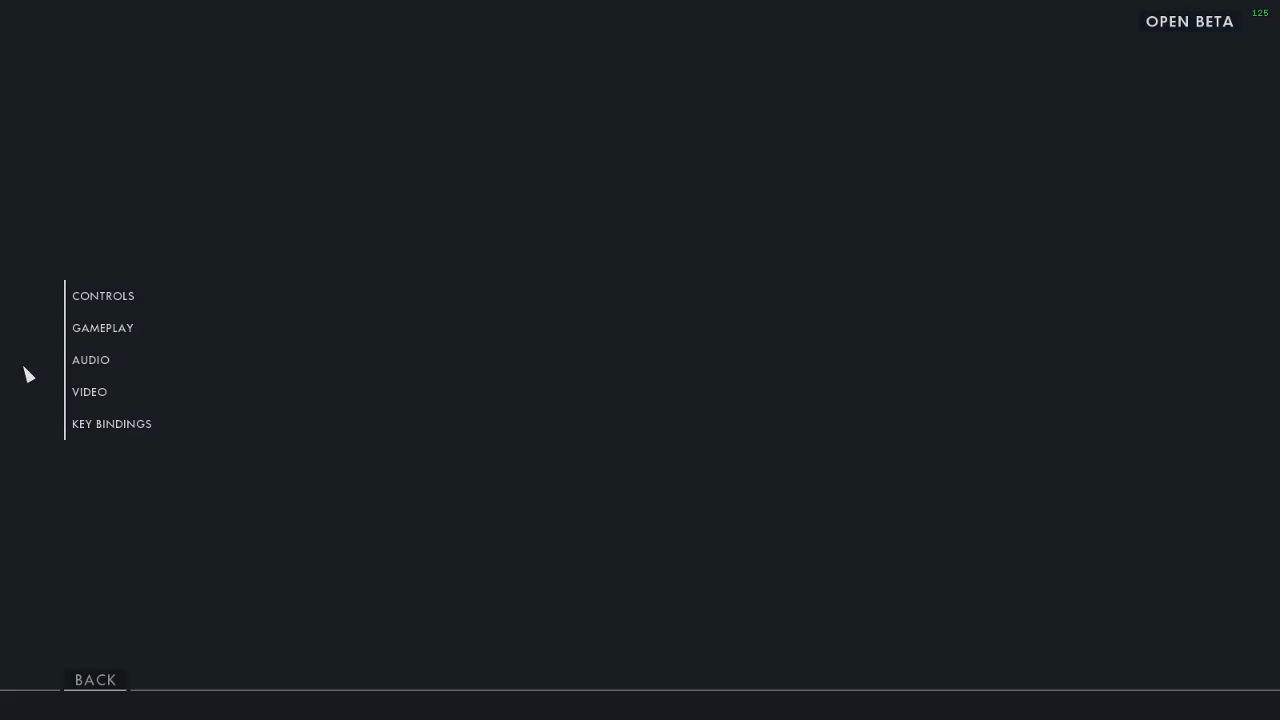 OPEN BETA
125
CONTROLS
GAMEPLAY
AUDIO
VIDEO
KEY BINDINGS
BACK